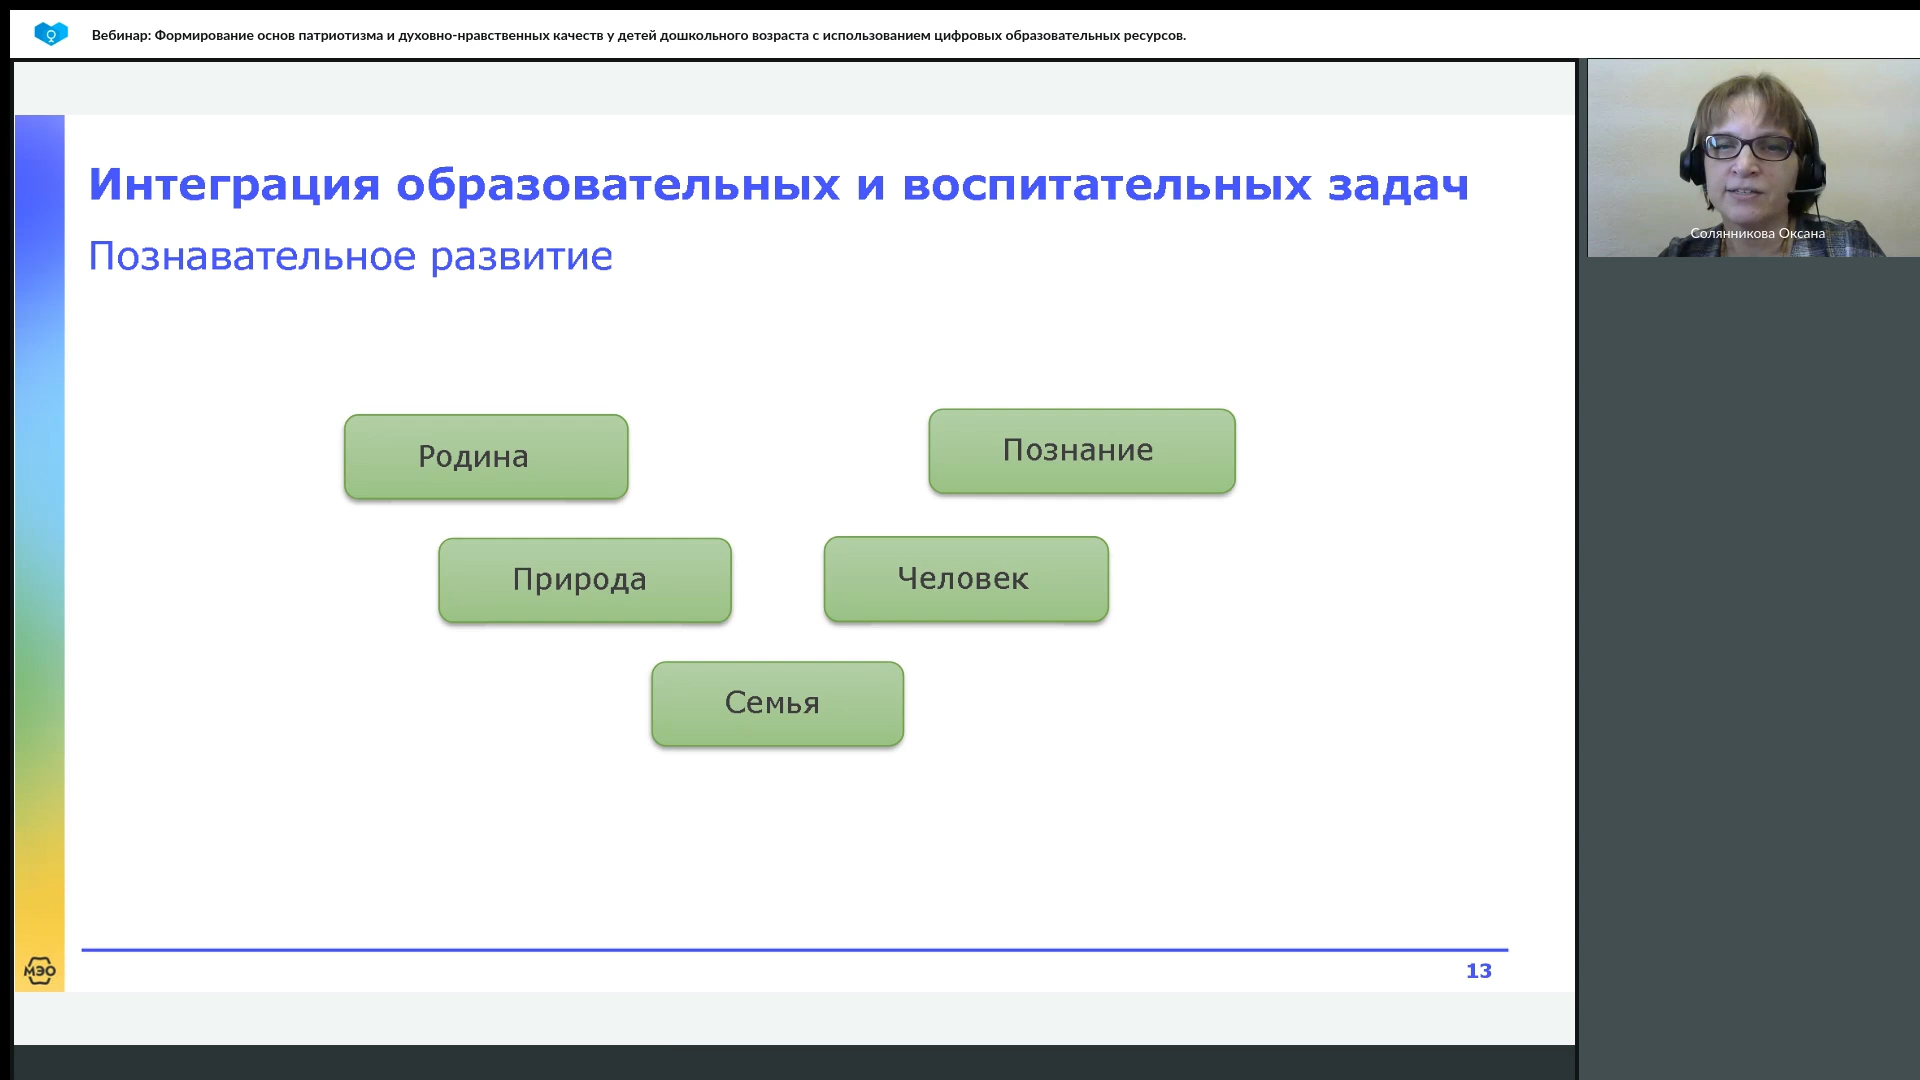 Вебинар: Формирование основ патриотизма и духовно-нравственных качеств у детей дошкольного возраста с использованием цифровых образовательных ресурсов.
Интеграция образовательных и воспитательных задач
Познавательное развитие
Родина
Познание
Природа
Человек
Семья
МЭО
13
Солянникова Оксана